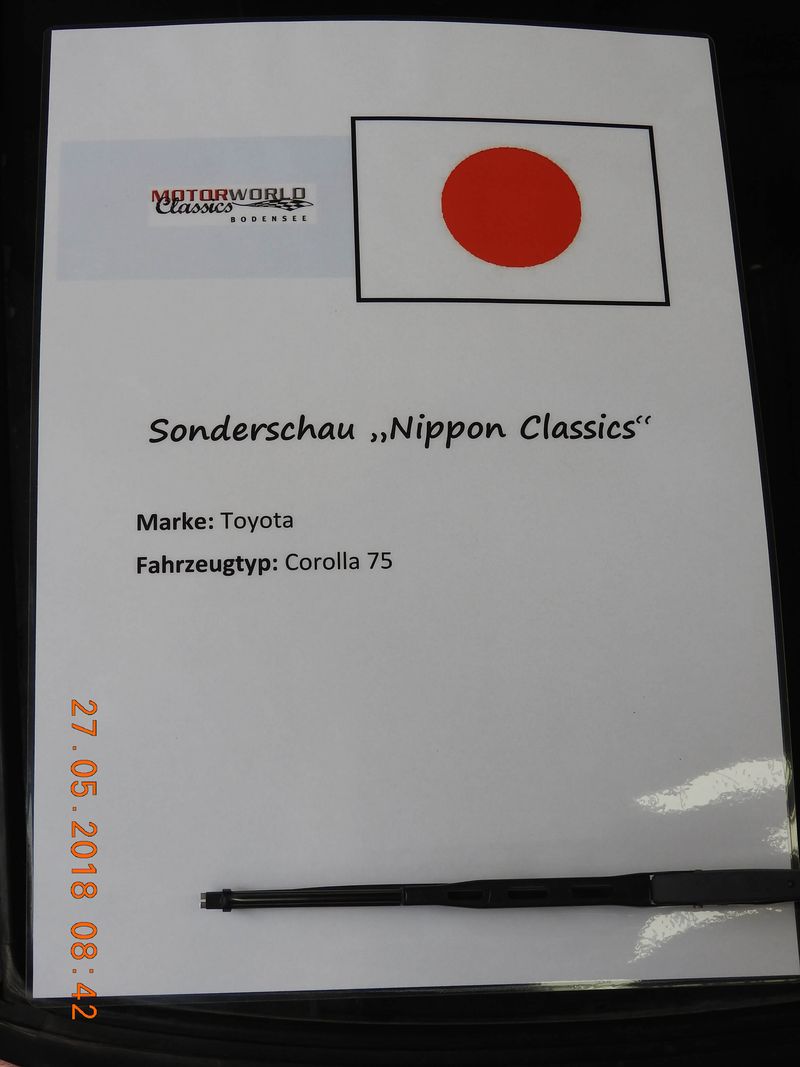 MOTORWORLD
Classics
BODENSEE
Sonderschau „Nippon Classics“
Marke: Toyota
Fahrzeugtyp: Corolla 75
27.05.2018 08:42